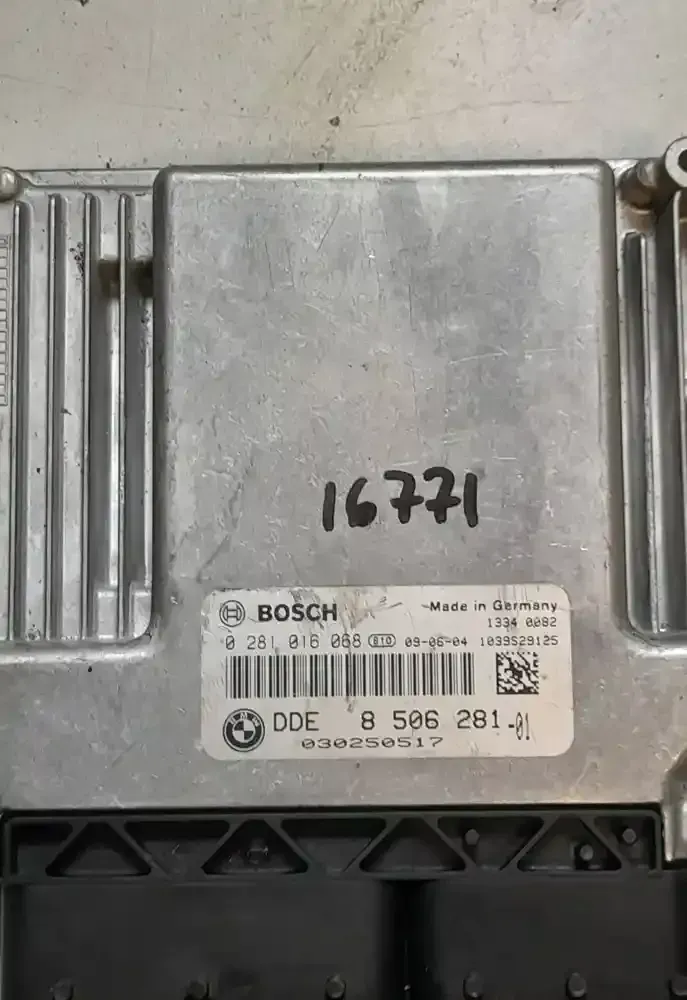 16771
BOSCH
Made in Germany
1334 0082
0 281 016 068 810 09-06-04 1039S29125
BMW
DDE 8 506 281-01
030250517